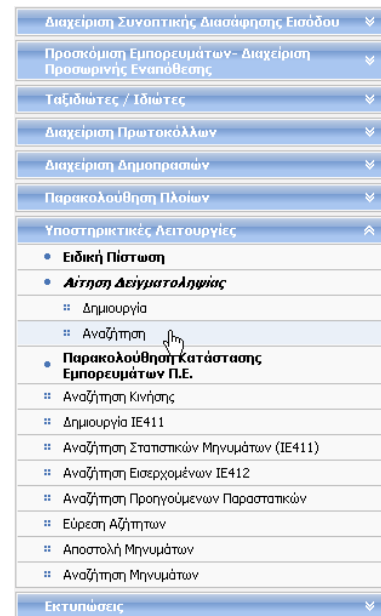 Διαχείριση Συνοπτικής Διασάφησης Εισόδου
Προσκόμιση Εμπορευμάτων- Διαχείριση
Προσωρινής Εναπόθεσης
Ταξιδιώτες / Ιδιώτες
Διαχείριση Πρωτοκόλλων
Διαχείριση Δημοπρασιών
Παρακολούθηση Πλοίων
Υποστηρικτικές Λειτουργίες
Ειδική Πίστωση
Αίτηση Δείγματοληψίας
Δημιουργία
Αναζήτηση
Παρακολούθηση Κατάστασης
Εμπορευμάτων Π.Ε.
Αναζήτηση Κινήσης
Δημιουργία ΙΕ411
Αναζήτηση Στατιστικών Μηνυμάτων (ΙΕ411)
Αναζήτηση Εισερχομένων ΙΕ412
Αναζήτηση Προηγούμενων Παραστατικών
Εύρεση Αζήτητων
Αποστολή Μηνυμάτων
Αναζήτηση Μηνυμάτων
Εκτυπώσεις